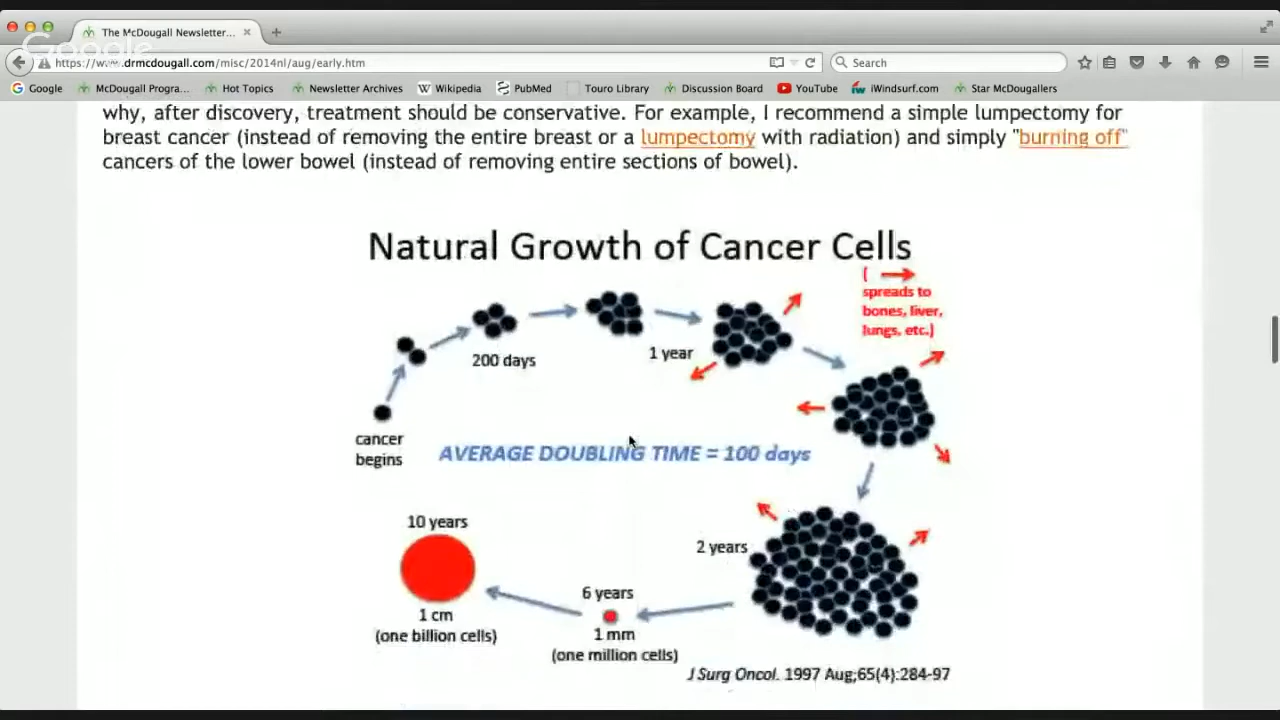 The McDougall Newsletter...
Google
https://www.drmcdougall.com/misc/2014nl/aug/early.htm
Search
Google
McDougall Progra...
Hot Topics
Newsletter Archives
Wikipedia
PubMed
Touro Library
Discussion Board
YouTube
iWindsurf.com
Star McDougallers
why, after discovery, treatment should be conservative. For example, I recommend a simple lumpectomy for
breast cancer (instead of removing the entire breast or a lumpectomy with radiation) and simply "burning off"
cancers of the lower bowel (instead of removing entire sections of bowel).
Natural Growth of Cancer Cells
(
spreads to
bones, liver,
lungs, etc.)
200 days
1 year
cancer
begins
AVERAGE DOUBLING TIME = 100 days
10 years
2 years
6 years
1 cm
(one billion cells)
1 mm
(one million cells)
J Surg Oncol. 1997 Aug;65(4):284-97